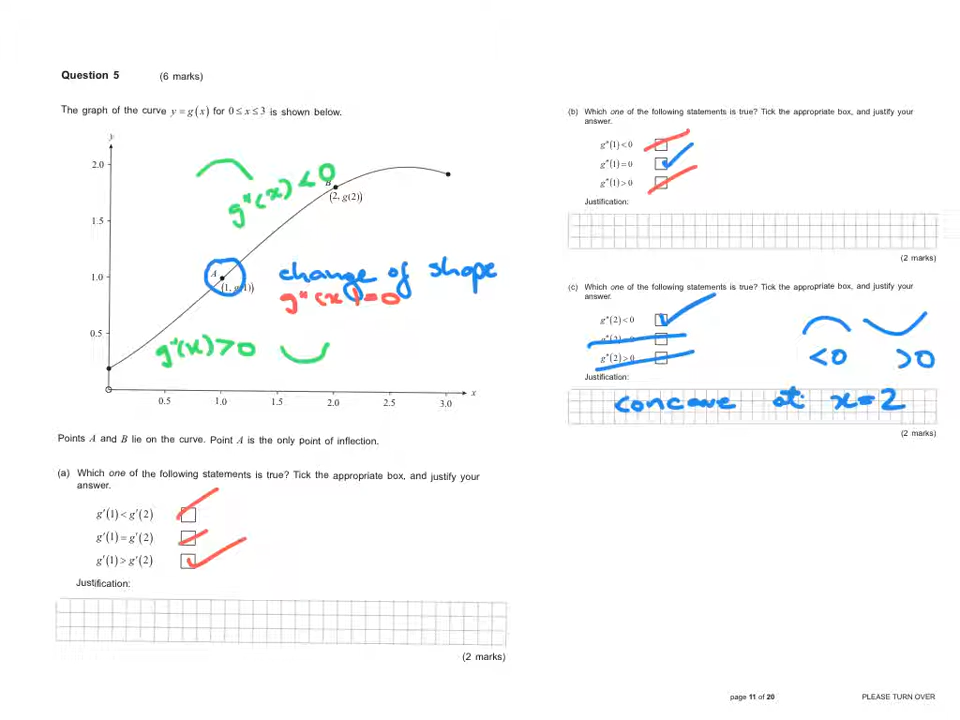 Question 5 (6 marks)
The graph of the curve y = g(x) for 0 ≤ x ≤ 3 is shown below.
y
2.0
1.5
1.0
0.5
0.5 1.0 1.5 2.0 2.5 3.0 x
B
(2, g(2))
A
(1, g(1))
g''(x) < 0
change of shape
g''(x) = 0
g''(x) > 0
Points A and B lie on the curve. Point A is the only point of inflection.
(a) Which one of the following statements is true? Tick the appropriate box, and justify your
answer.
g′(1) < g′(2)
g′(1) = g′(2)
g′(1) > g′(2)
Justification:
(2 marks)
(b) Which one of the following statements is true? Tick the appropriate box, and justify your
answer.
g″(1) < 0
g″(1) = 0
g″(1) > 0
Justification:
(2 marks)
(c) Which one of the following statements is true? Tick the appropriate box, and justify your
answer.
g″(2) < 0
g″(2) = 0
g″(2) > 0
<0 >0
Justification:
concave at x = 2
(2 marks)
page 11 of 20 PLEASE TURN OVER